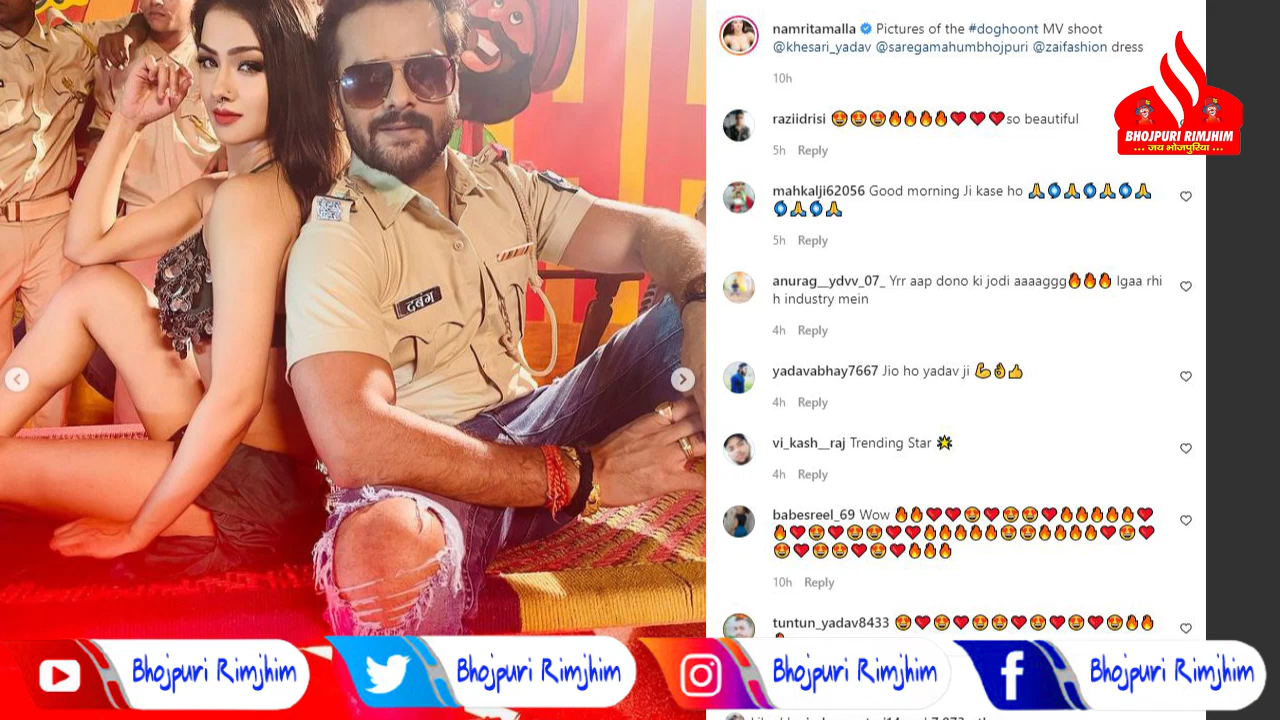 namritamalla Pictures of the #doghoont MV shoot
@khesari_yadav @saregamahumbhojpuri @zaifashion dress
10h
BHOJPURI RIMJHIM
... जय भोजपुरिया ...
raziidrisi 😍😍😍🔥🔥🔥🔥❤❤❤so beautiful
5h Reply
mahkalji62056 Good morning Ji kase ho 🙏🌀🙏🌀🙏🌀🙏
🌀🙏🌀🙏
5h Reply
anurag__ydvv_07_ Yrr aap dono ki jodi aaaaggg🔥🔥🔥 lgaa rhi
h industry mein
4h Reply
yadavabhay7667 Jio ho yadav ji 💪👌👍
4h Reply
vi_kash__raj Trending Star 🌟
4h Reply
babesreel_69 Wow 🔥🔥❤❤😍❤😍😍❤🔥🔥🔥🔥🔥❤
🔥❤😍❤😍😍❤❤🔥🔥🔥🔥🔥😍😍🔥🔥🔥🔥❤😍❤
😍❤😍😍❤😍❤🔥🔥🔥
10h Reply
tuntun_yadav8433 😍❤😍❤😍😍❤😍❤😍❤😍🔥🔥
दबंग
Bhojpuri Rimjhim
Bhojpuri Rimjhim
Bhojpuri Rimjhim
Bhojpuri Rimjhim